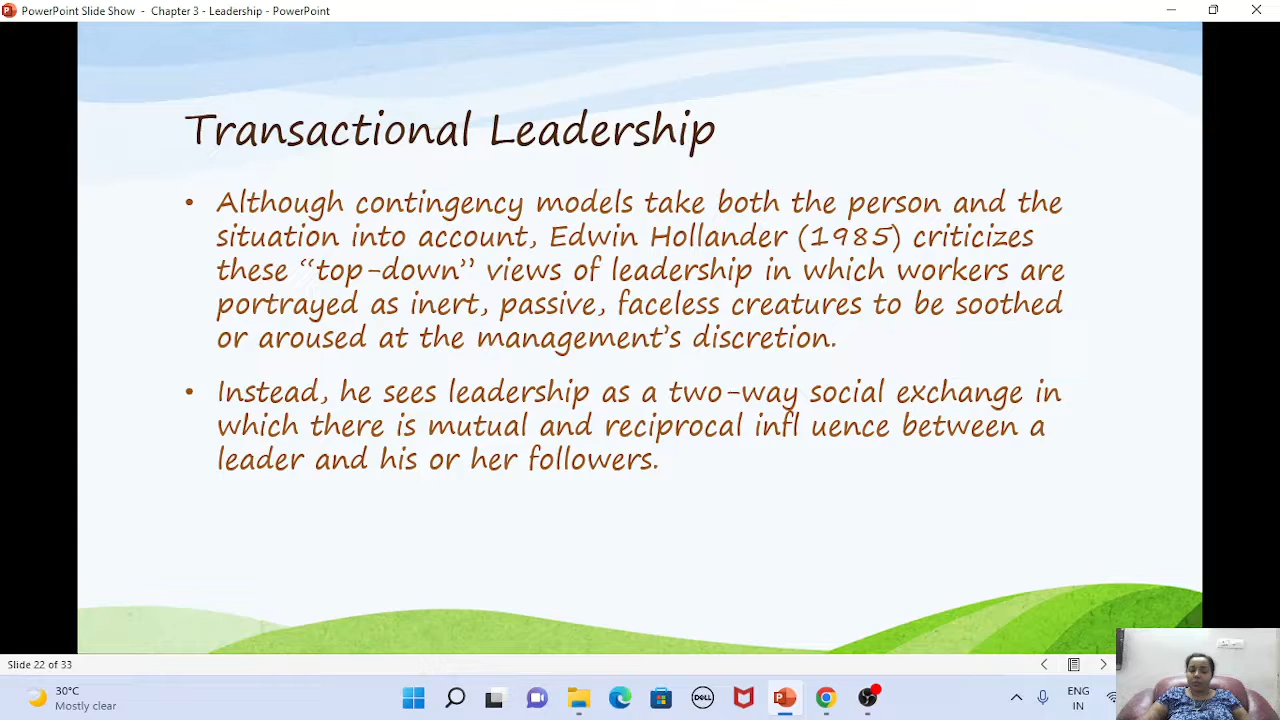 PowerPoint Slide Show - Chapter 3 - Leadership - PowerPoint
Transactional Leadership
• Although contingency models take both the person and the
situation into account, Edwin Hollander (1985) criticizes
these “top-down” views of leadership in which workers are
portrayed as inert, passive, faceless creatures to be soothed
or aroused at the management’s discretion.
• Instead, he sees leadership as a two-way social exchange in
which there is mutual and reciprocal infl uence between a
leader and his or her followers.
Slide 22 of 33
30°C
Mostly clear
DELL
ENG
IN